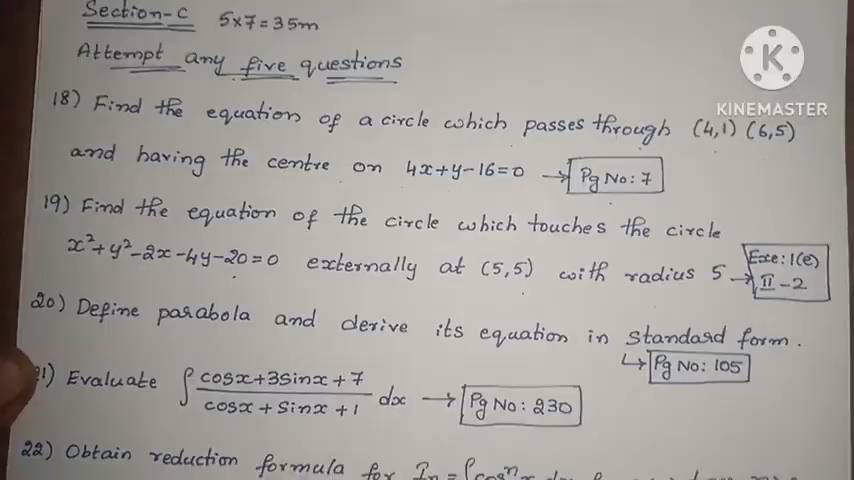 Section-C 5×7=35m
Attempt any five questions
K
KINEMASTER
18) Find the equation of a circle which passes through (4,1) (6,5)
and having the centre on 4x+y-16=0 → Pg No: 7
19) Find the equation of the circle which touches the circle
x²+y²-2x-4y-20=0 externally at (5,5) with radius 5 → Exe: 1(e) II-2
20) Define parabola and derive its equation in standard form.
↳ Pg No: 105
21) Evaluate ∫ (cosx+3sinx+7)/(cosx+sinx+1) dx → Pg No: 230
22) Obtain reduction formula for In = ∫cosⁿx dx